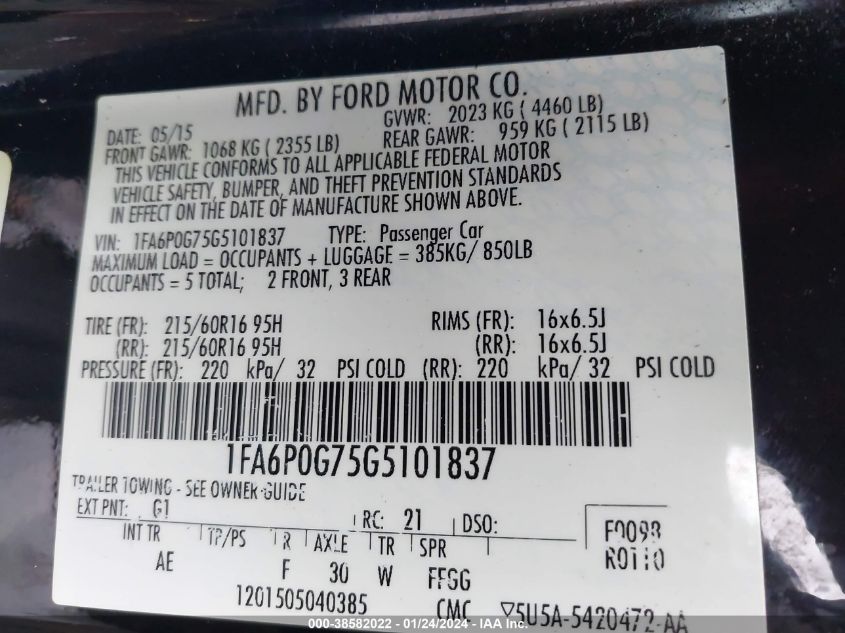 MFD. BY FORD MOTOR CO.
DATE: 05/15 GVWR: 2023 KG ( 4460 LB)
FRONT GAWR: 1068 KG ( 2355 LB) REAR GAWR: 959 KG ( 2115 LB)
THIS VEHICLE CONFORMS TO ALL APPLICABLE FEDERAL MOTOR
VEHICLE SAFETY, BUMPER, AND THEFT PREVENTION STANDARDS
IN EFFECT ON THE DATE OF MANUFACTURE SHOWN ABOVE.
VIN: 1FA6P0G75G5101837 TYPE: Passenger Car
MAXIMUM LOAD = OCCUPANTS + LUGGAGE = 385KG/ 850LB
OCCUPANTS = 5 TOTAL; 2 FRONT, 3 REAR
TIRE (FR): 215/60R16 95H RIMS (FR): 16x6.5J
(RR): 215/60R16 95H (RR): 16x6.5J
PRESSURE (FR): 220 kPa/ 32 PSI COLD (RR): 220 kPa/ 32 PSI COLD
1FA6P0G75G5101837
TRAILER TOWING - SEE OWNER GUIDE
EXT PNT: G1 RC: 21 DSO:
INT TR TP/PS R AXLE TR SPR F0098
AE F 30 W FFGG R0110
1201505040385 CMC 5U5A-5420472-AA
000-38582022 - 01/24/2024 - IAA Inc.